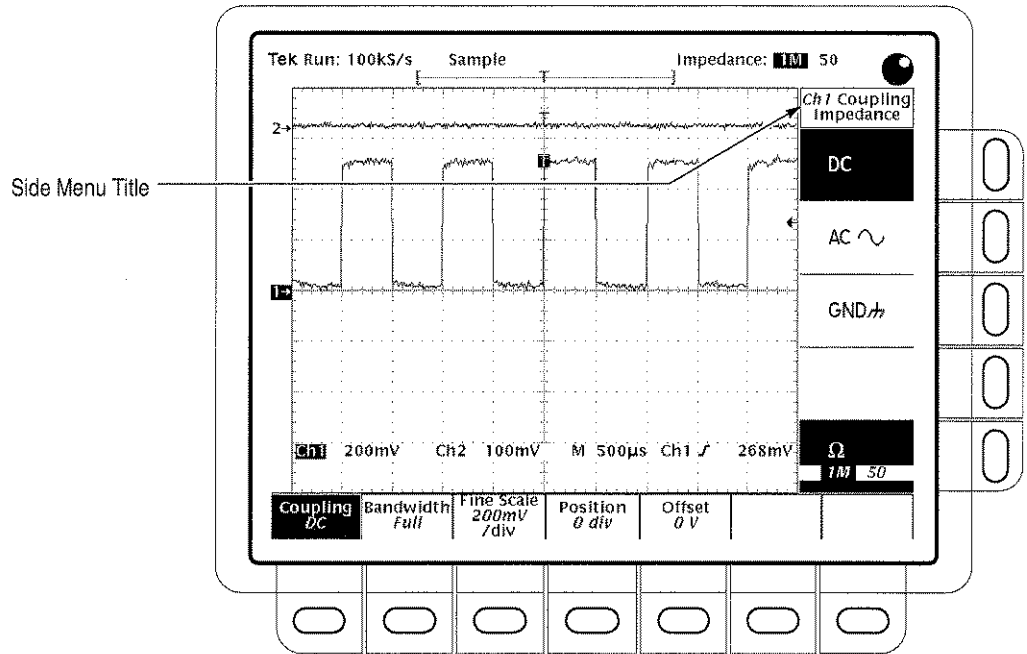 Tek Run: 100kS/s Sample Impedance: 1M 50
T
Ch1 Coupling
Impedance
2→
T
T
Side Menu Title
DC
AC
1→
GND
Ch1 200mV Ch2 100mV M 500µs Ch1 268mV
Ω
1M 50
Coupling
DC
Bandwidth
Full
Fine Scale
200mV
/div
Position
0 div
Offset
0 V